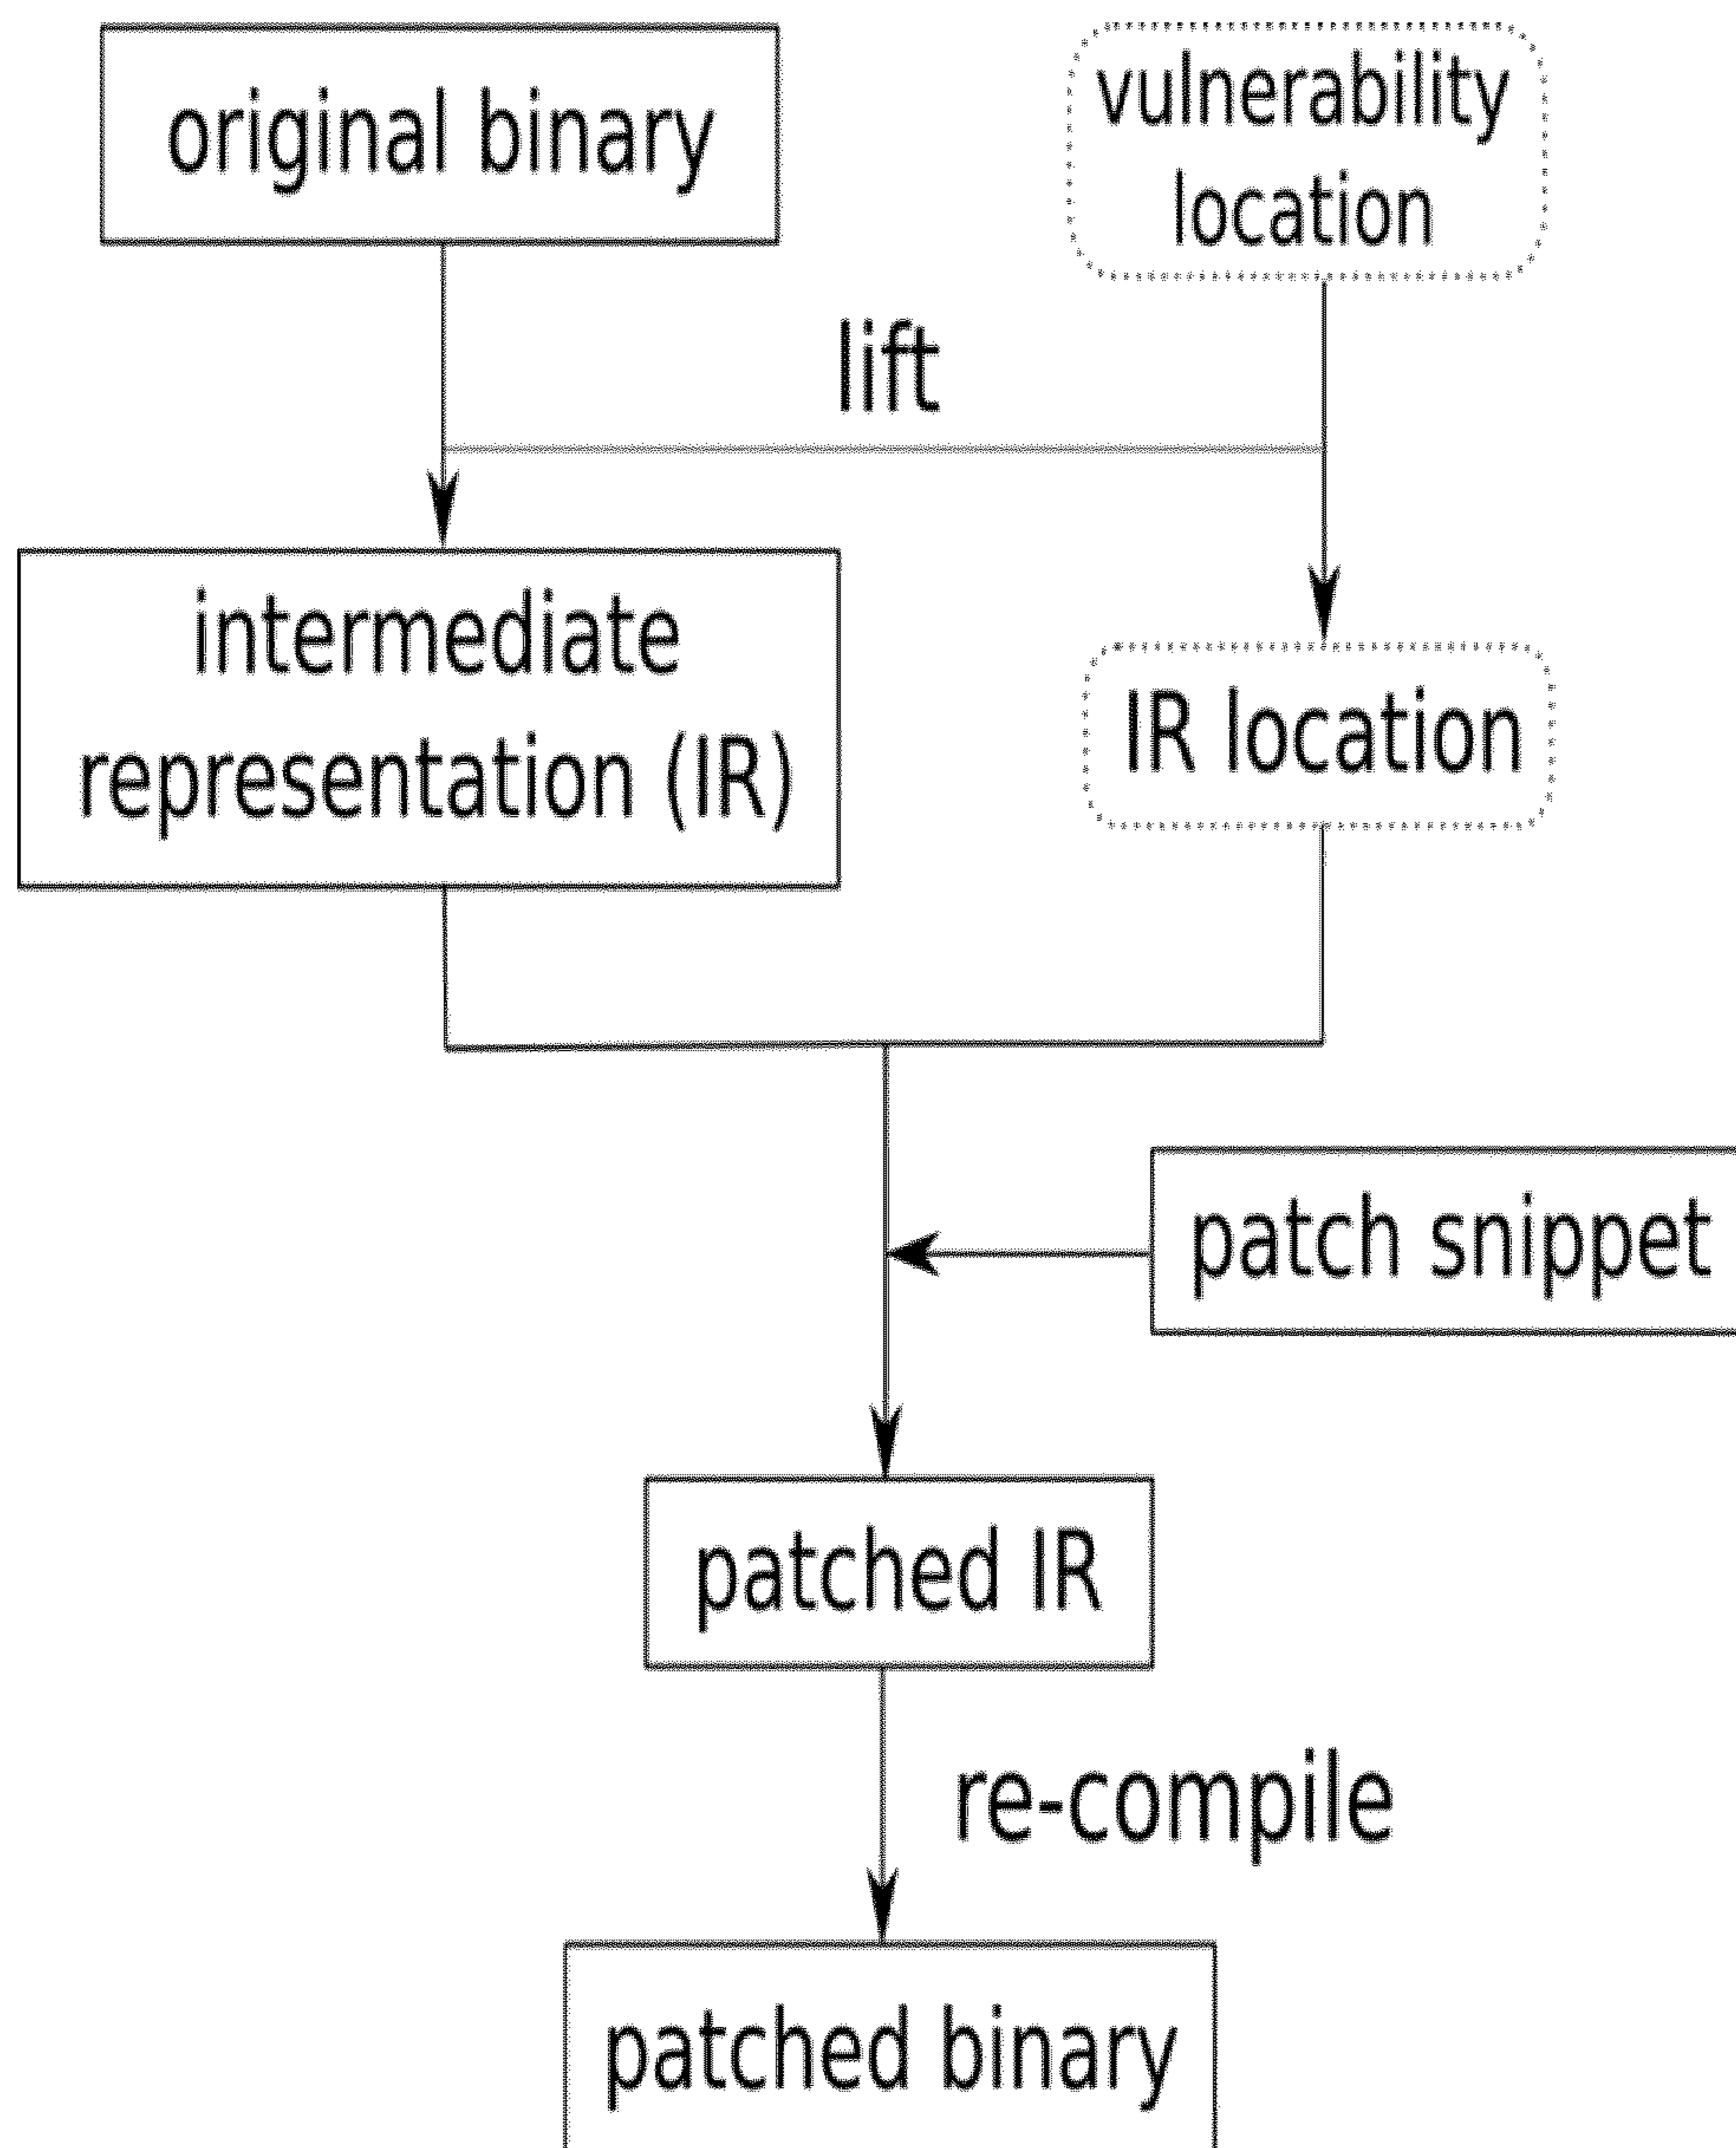 original binary
vulnerability
location
lift
intermediate
representation (IR)
IR location
patch snippet
patched IR
re-compile
patched binary